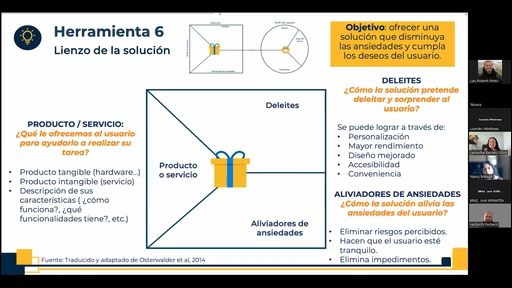 Herramienta 6
Lienzo de la solución
Objetivo: ofrecer una
solución que disminuya
las ansiedades y cumpla
los deseos del usuario.
PRODUCTO / SERVICIO:
¿Qué le ofrecemos al usuario
para ayudarlo a realizar su
tarea?
• Producto tangible (hardware...)
• Producto intangible (servicio)
• Descripción de sus
características ( ¿cómo
funciona?, ¿qué
funcionalidades tiene?, etc.)
Deleites
Producto
o servicio
Aliviadores de
ansiedades
DELEITES
¿Cómo la solución pretende
deleitar y sorprender al
usuario?
Se puede lograr a través de:
• Personalización
• Mayor rendimiento
• Diseño mejorado
• Accesibilidad
• Conveniencia
ALIVIADORES DE ANSIEDADES
¿Cómo la solución alivia las
ansiedades del usuario?
• Eliminar riesgos percibidos.
• Hacen que el usuario esté
tranquilo.
• Elimina impedimentos.
Fuente: Traducido y adaptado de Osterwalder et al, 2014